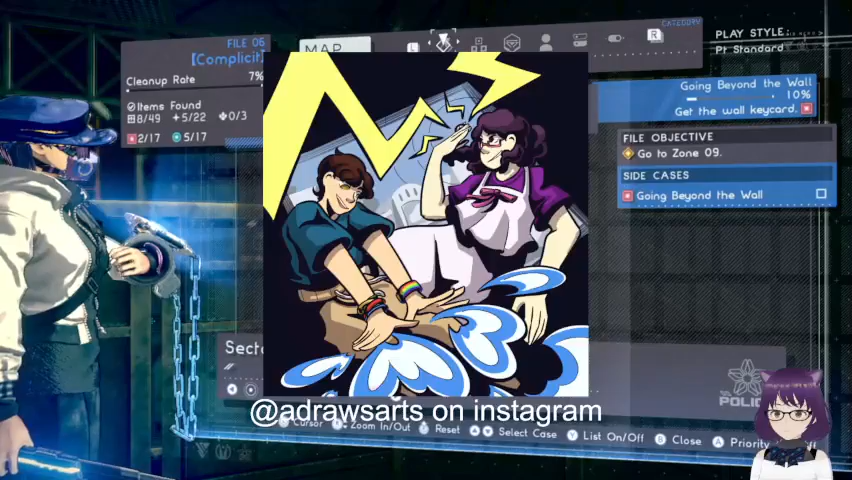 FILE 06
[Complicit]
Cleanup Rate 7%
Items Found
8/49 5/22 0/3
2/17 5/17
MAP
L
R
CATEGORY
PLAY STYLE:
Pt Standard
Going Beyond the Wall
10%
Get the wall keycard.
FILE OBJECTIVE
Go to Zone 09.
SIDE CASES
Going Beyond the Wall
Secto
POLIC
@adrawsarts on instagram
Cursor Zoom In/Out Reset Select Case Y List On/Off B Close A Priority